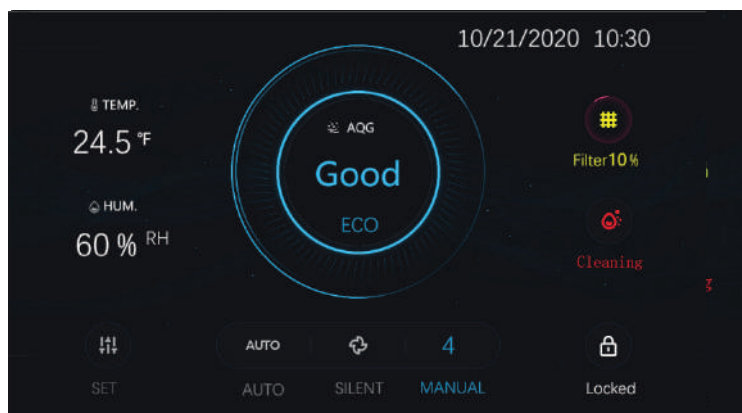 10/21/2020 10:30
TEMP.
24.5 °F
HUM.
60 % RH
AQG
Good
ECO
Filter10%
Cleaning
AUTO
4
SET
AUTO
SILENT
MANUAL
Locked